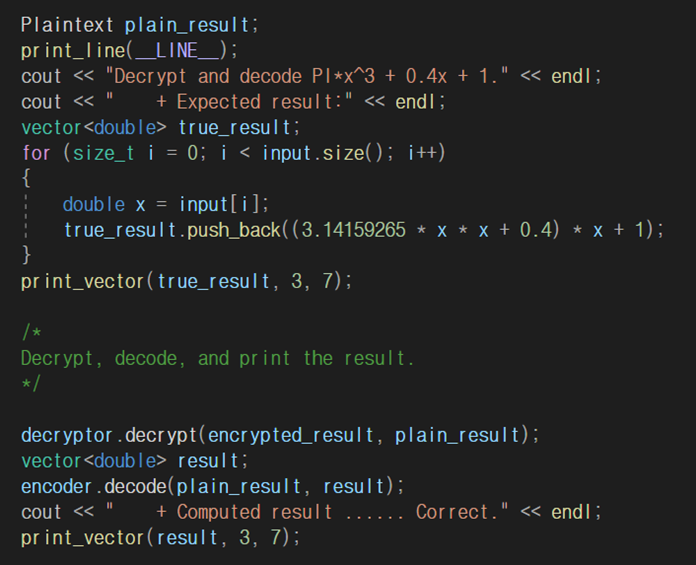 Plaintext plain_result;
print_line(__LINE__);
cout << "Decrypt and decode PI*x^3 + 0.4x + 1." << endl;
cout << "    + Expected result:" << endl;
vector<double> true_result;
for (size_t i = 0; i < input.size(); i++)
{
    double x = input[i];
    true_result.push_back((3.14159265 * x * x + 0.4) * x + 1);
}
print_vector(true_result, 3, 7);
/*
Decrypt, decode, and print the result.
*/
decryptor.decrypt(encrypted_result, plain_result);
vector<double> result;
encoder.decode(plain_result, result);
cout << "    + Computed result ...... Correct." << endl;
print_vector(result, 3, 7);